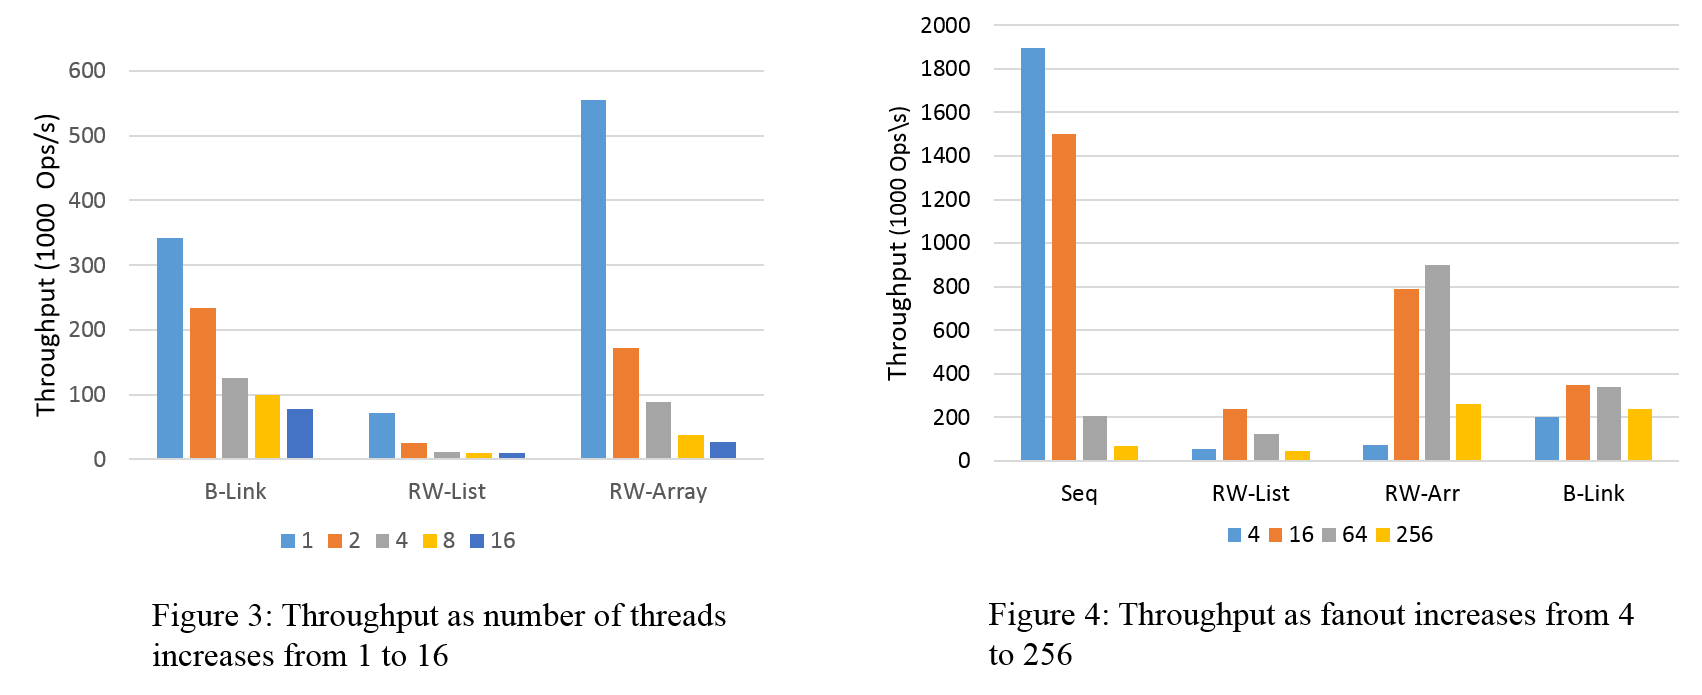 Throughput (1000 Ops/s)
600
500
400
300
200
100
0
B-Link RW-List RW-Array
1 2 4 8 16
Figure 3: Throughput as number of threads
increases from 1 to 16
Throughput (1000 Ops\s)
2000
1800
1600
1400
1200
1000
800
600
400
200
0
Seq RW-List RW-Arr B-Link
4 16 64 256
Figure 4: Throughput as fanout increases from 4
to 256